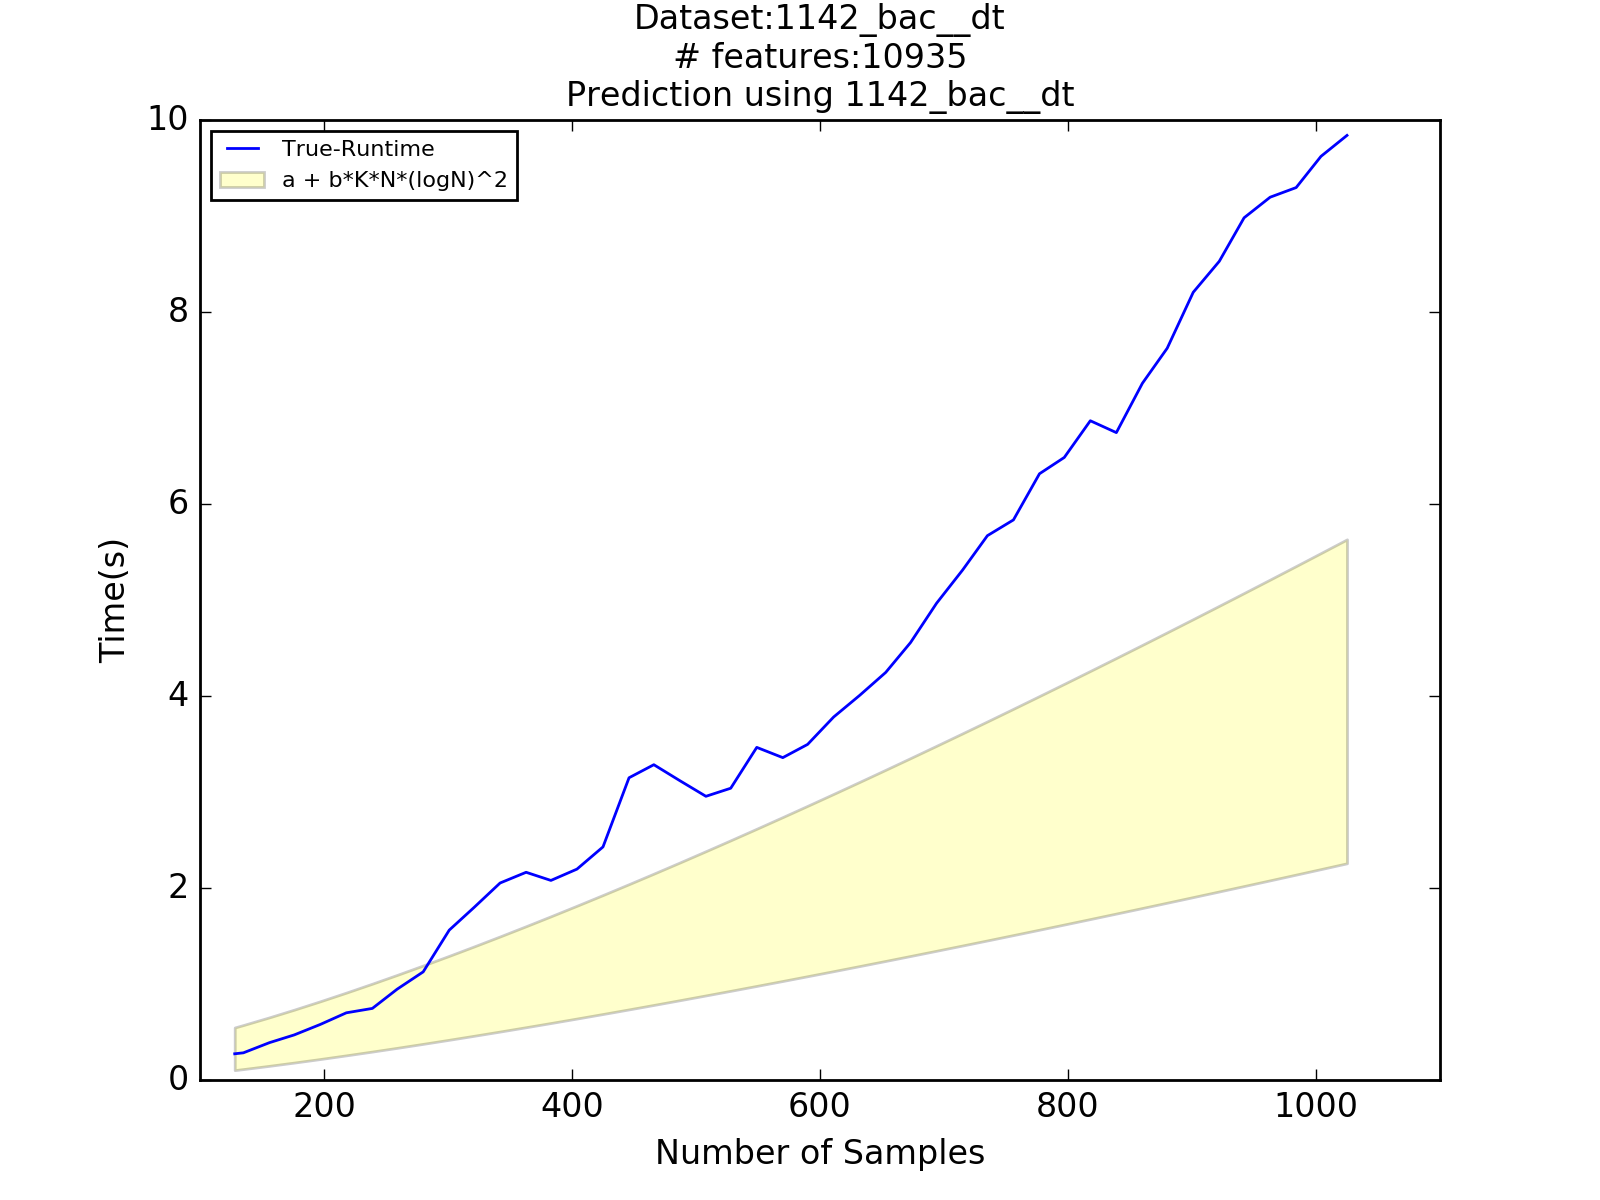 Dataset:1142_bac__dt
# features:10935
Prediction using 1142_bac__dt
True-Runtime
a + b*K*N*(logN)^2
10
8
6
4
2
0
Time(s)
200 400 600 800 1000
Number of Samples